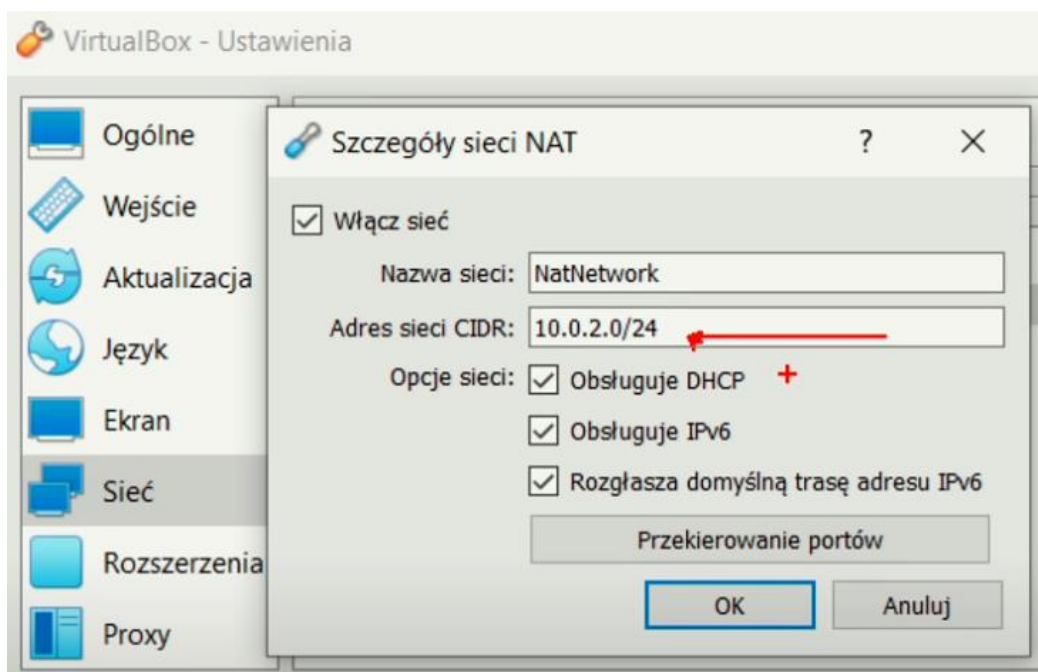 VirtualBox - Ustawienia
Ogólne
Wejście
Aktualizacja
Język
Ekran
Sieć
Rozszerzenia
Proxy
Szczegóły sieci NAT ? ×
Włącz sieć
Nazwa sieci: NatNetwork
Adres sieci CIDR: 10.0.2.0/24
Opcje sieci: Obsługuje DHCP +
Obsługuje IPv6
Rozgłasza domyślną trasę adresu IPv6
Przekierowanie portów
OK Anuluj